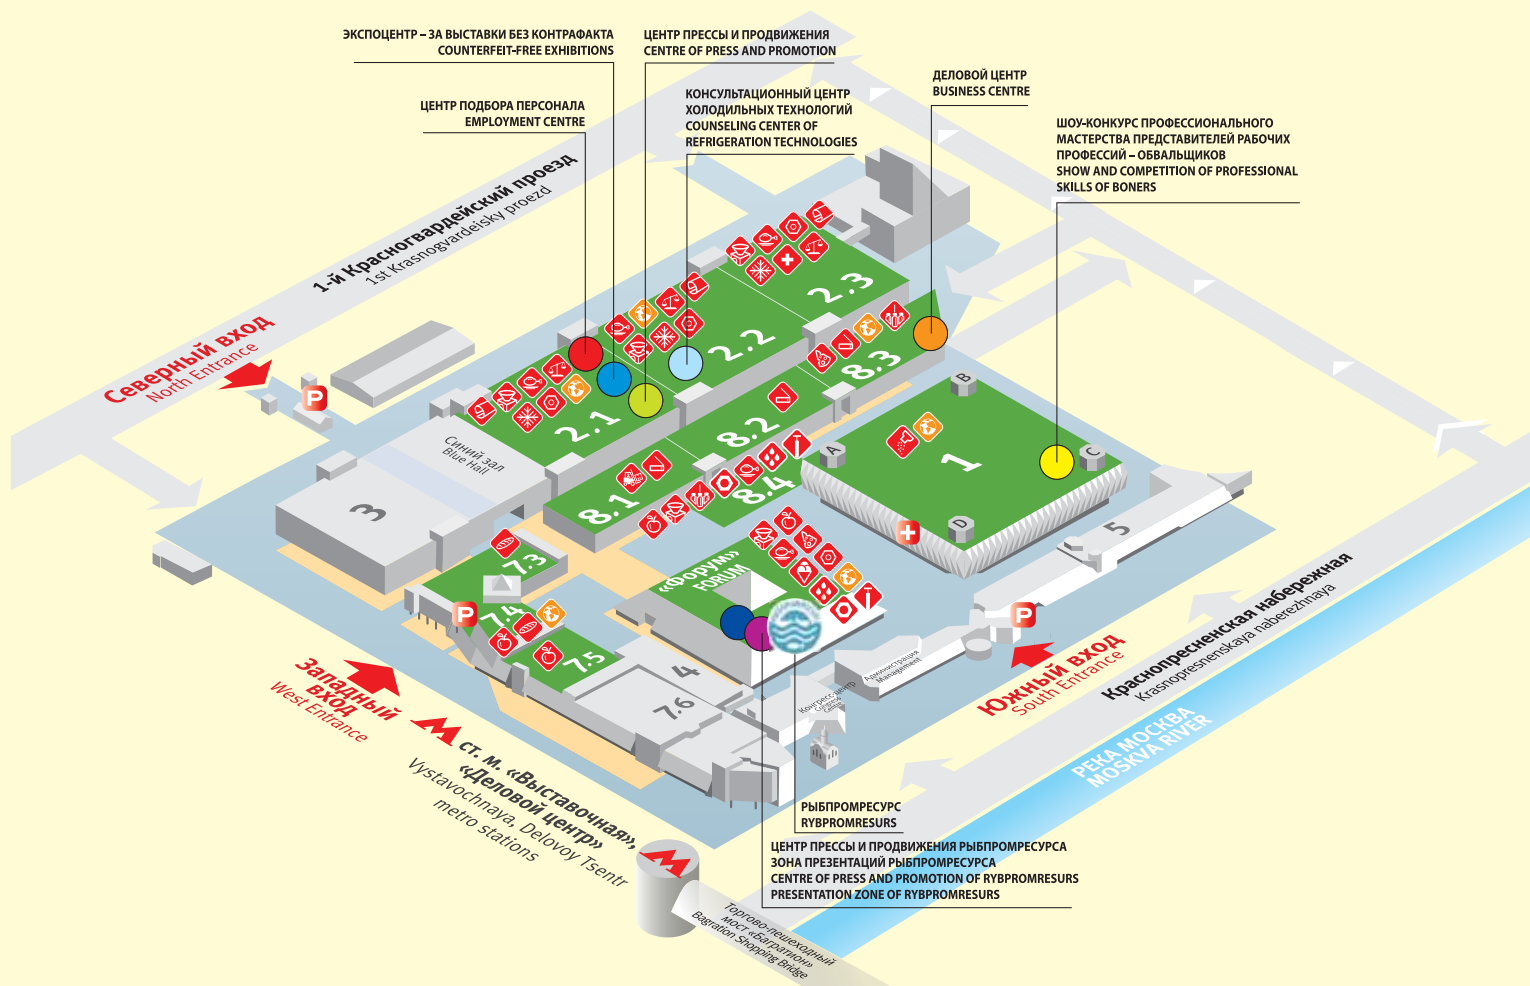 ЭКСПОЦЕНТР – ЗА ВЫСТАВКИ БЕЗ КОНТРАФАКТА
COUNTERFEIT-FREE EXHIBITIONS
ЦЕНТР ПРЕССЫ И ПРОДВИЖЕНИЯ
CENTRE OF PRESS AND PROMOTION
ЦЕНТР ПОДБОРА ПЕРСОНАЛА
EMPLOYMENT CENTRE
КОНСУЛЬТАЦИОННЫЙ ЦЕНТР
ХОЛОДИЛЬНЫХ ТЕХНОЛОГИЙ
COUNSELING CENTER OF
REFRIGERATION TECHNOLOGIES
ДЕЛОВОЙ ЦЕНТР
BUSINESS CENTRE
ШОУ-КОНКУРС ПРОФЕССИОНАЛЬНОГО
МАСТЕРСТВА ПРЕДСТАВИТЕЛЕЙ РАБОЧИХ
ПРОФЕССИЙ – ОБВАЛЬЩИКОВ
SHOW AND COMPETITION OF PROFESSIONAL
SKILLS OF BONERS
1-й Красногвардейский проезд
1st Krasnogvardeisky proezd
Северный вход
North Entrance
P
2.3
2.2
2.1
8.3
8.2
8.1
8.4
Синий зал
Blue Hall
3
B
A
C
D
1
5
7.3
7.4
P
7.5
«Форум»
FORUM
4
7.6
Администрация
Management
Конгресс-центр
Congress
Centre
P
Южный вход
South Entrance
Краснопресненская набережная
Krasnopresnenskaya naberezhnaya
РЕКА МОСКВА
MOSKVA RIVER
Западный
вход
West Entrance
ст. м. «Выставочная»,
«Деловой центр»
Vystavochnaya, Delovoy Tsentr
metro stations
РЫБПРОМРЕСУРС
RYBPROMRESURS
ЦЕНТР ПРЕССЫ И ПРОДВИЖЕНИЯ РЫБПРОМРЕСУРСА
ЗОНА ПРЕЗЕНТАЦИЙ РЫБПРОМРЕСУРСА
CENTRE OF PRESS AND PROMOTION OF RYBPROMRESURS
PRESENTATION ZONE OF RYBPROMRESURS
Торгово-пешеходный
мост «Багратион»
Bagration Shopping Bridge